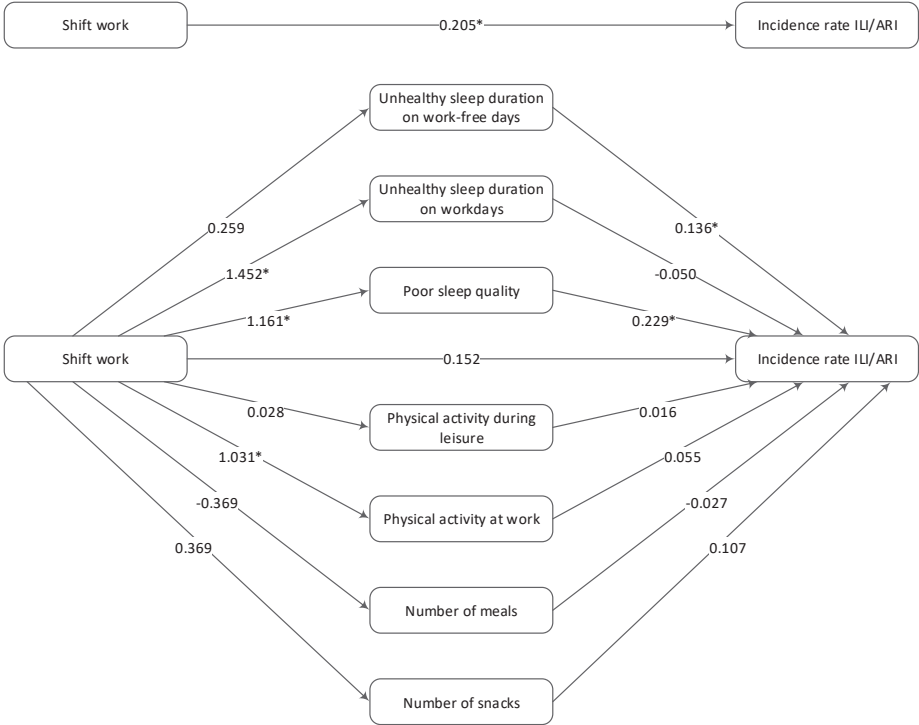 Shift work
0.205*
Incidence rate ILI/ARI
Unhealthy sleep duration
on work-free days
Unhealthy sleep duration
on workdays
0.259
0.136*
1.452*
-0.050
Poor sleep quality
1.161*
0.229*
Shift work
0.152
Incidence rate ILI/ARI
0.028
0.016
Physical activity during
leisure
1.031*
0.055
-0.369
-0.027
Physical activity at work
0.369
0.107
Number of meals
Number of snacks